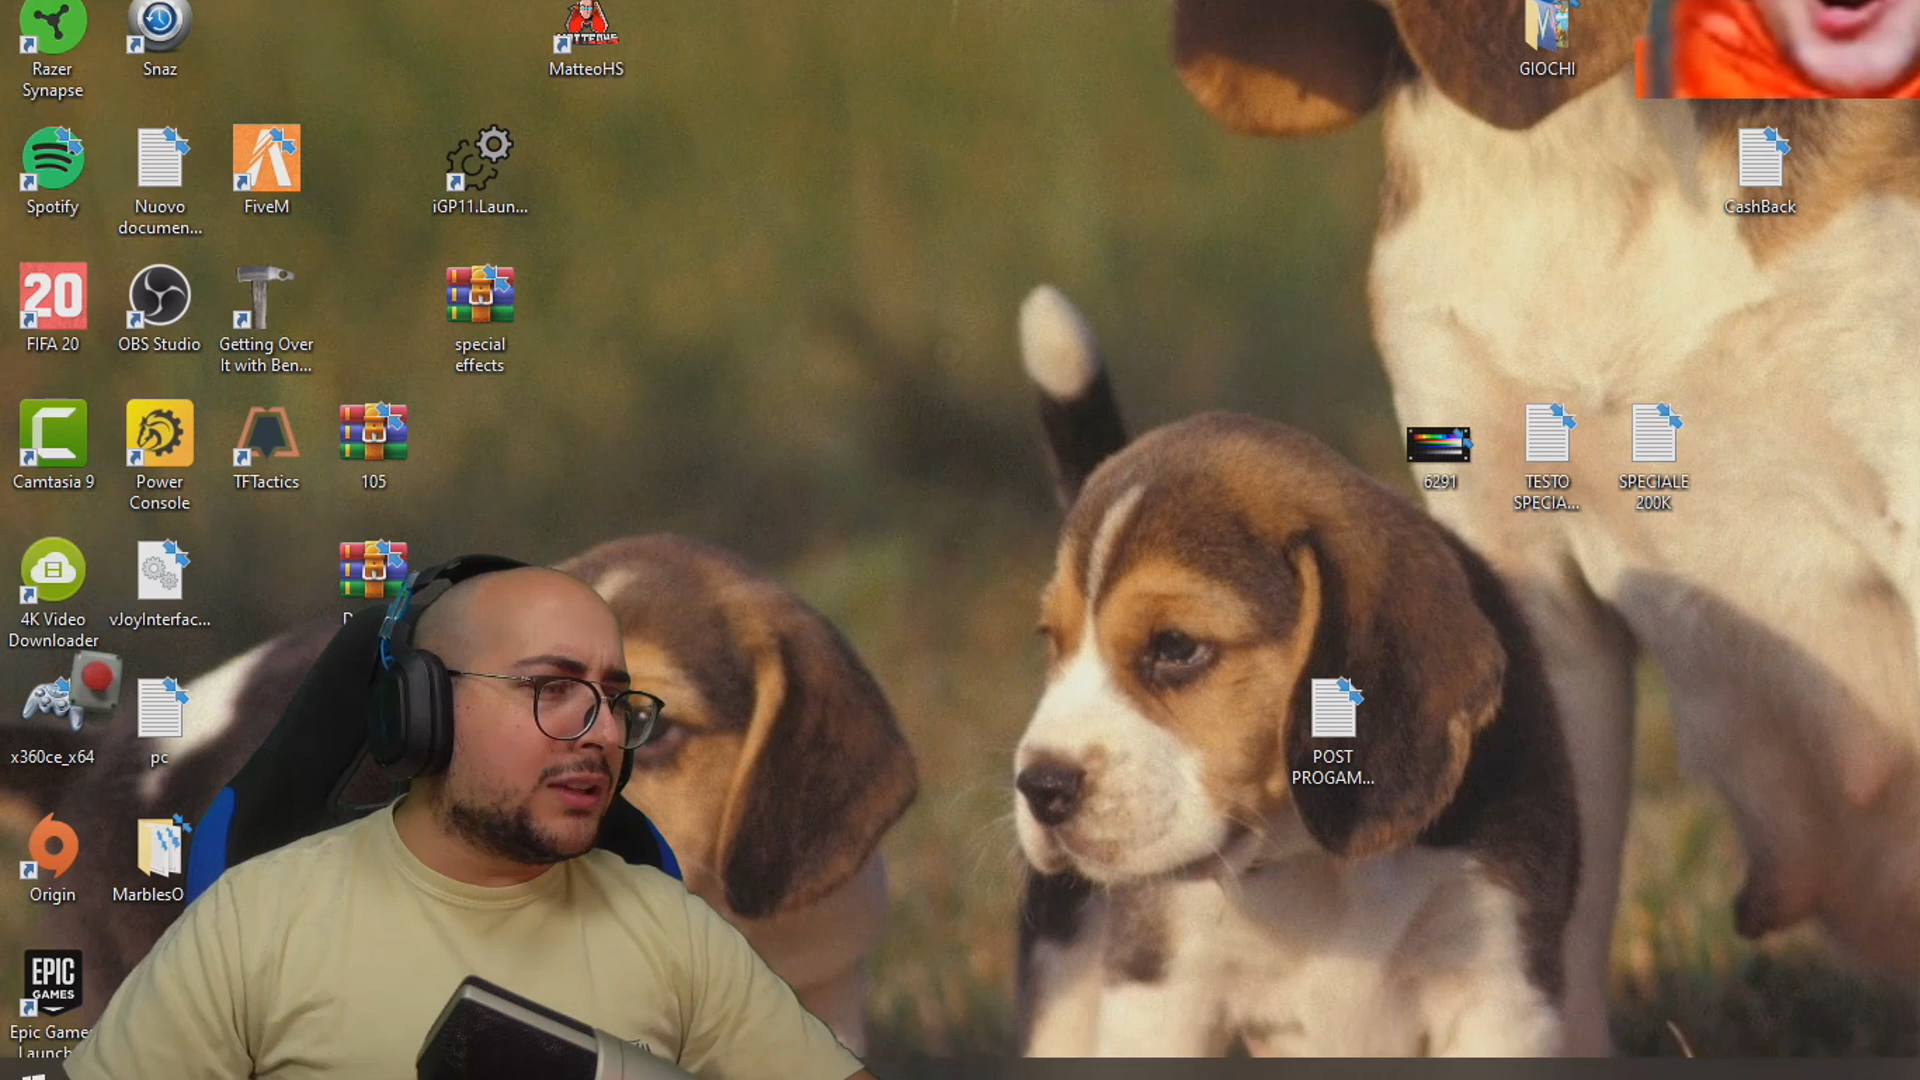 Razer
Synapse
Snaz
MATTEOHS
MatteoHS
GIOCHI
Spotify
Nuovo
documen...
FiveM
iGP11.Laun...
CashBack
20
FIFA 20
OBS Studio
Getting Over
It with Ben...
special
effects
Camtasia 9
Power
Console
TFTactics
105
6291
TESTO
SPECIA...
SPECIALE
200K
4K Video
Downloader
vJoyInterfac...
x360ce_x64
pc
POST
PROGAM...
Origin
MarblesO
EPIC
GAMES
Epic Game
Launch